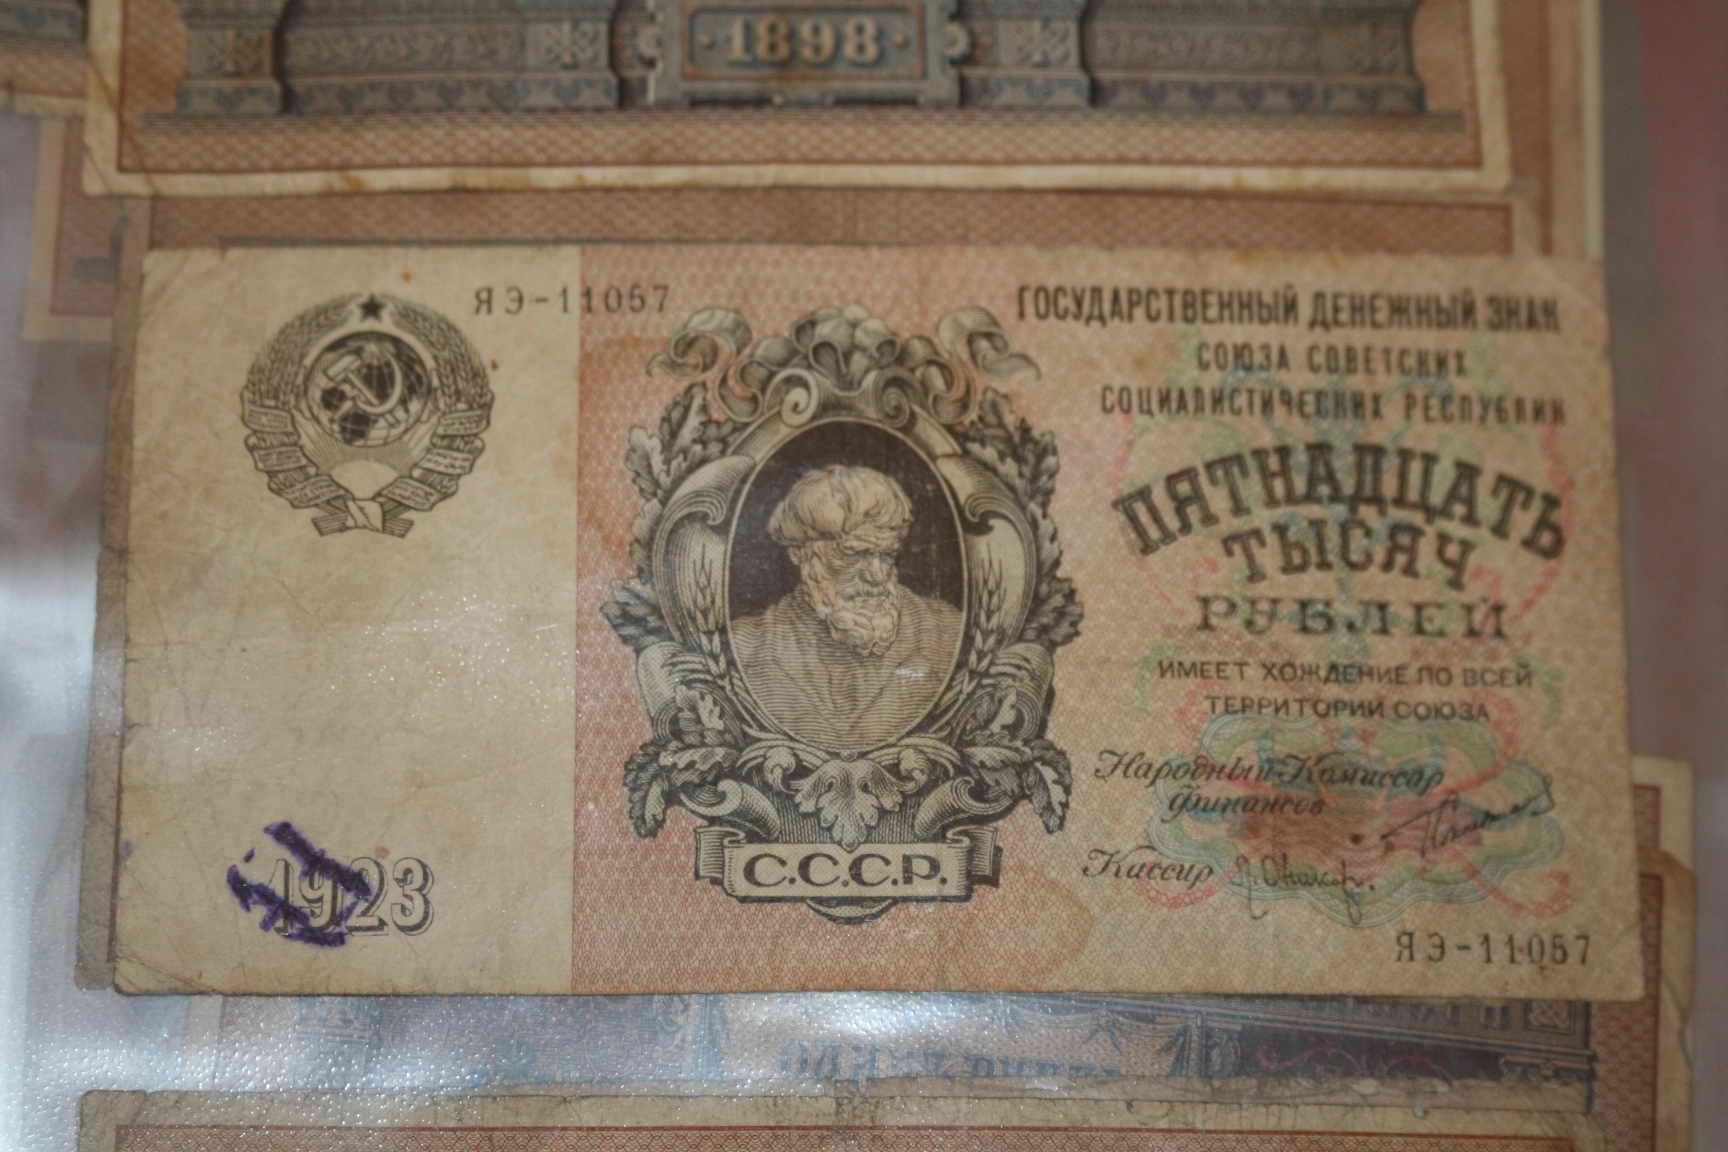 1898
ЯЭ-11057
ГОСУДАРСТВЕННЫЙ ДЕНЕЖНЫЙ ЗНАК
СОЮЗА СОВЕТСКИХ
СОЦИАЛИСТИЧЕСКИХ РЕСПУБЛИК
ПЯТНАДЦАТЬ
ТЫСЯЧ
РУБЛЕЙ
ИМЕЕТ ХОЖДЕНИЕ ПО ВСЕЙ
ТЕРРИТОРИИ СОЮЗА
Народный Комиссар
Финансов
Кассир
С.С.С.Р.
1923
ЯЭ-11057